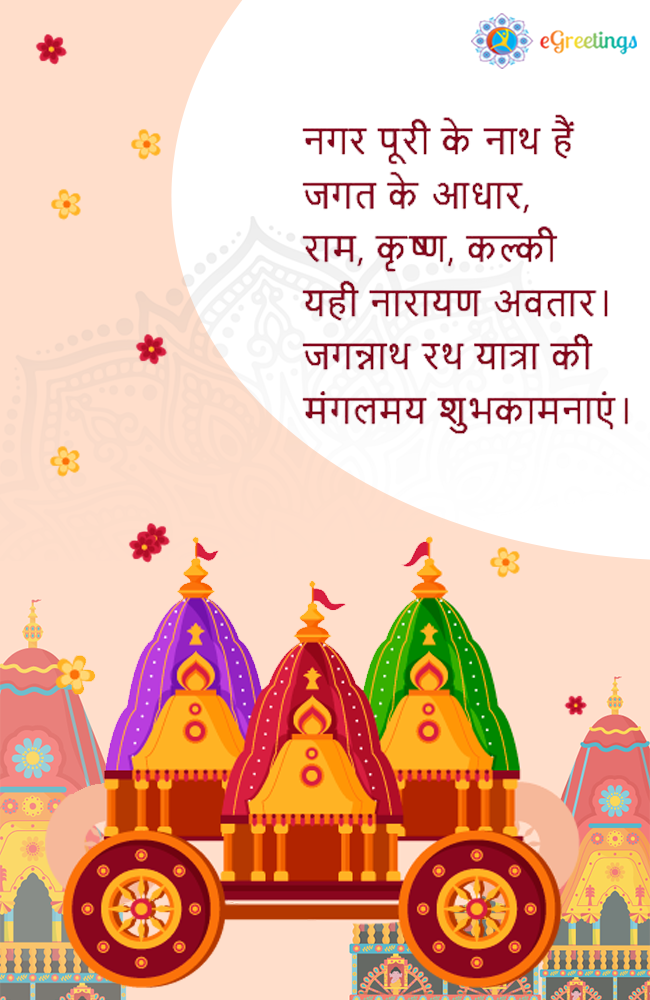 eGreetings
नगर पूरी के नाथ हैं
जगत के आधार,
राम, कृष्ण, कल्की
यही नारायण अवतार।
जगन्नाथ रथ यात्रा की
मंगलमय शुभकामनाएं।